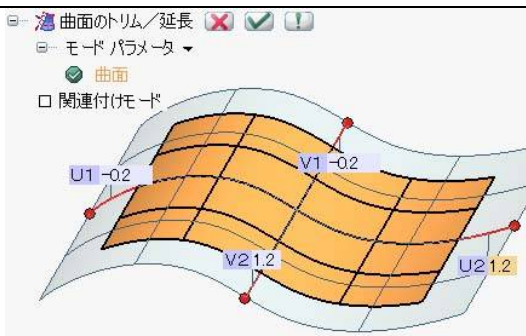 曲面のトリム／延長
モード パラメータ
曲面
関連付けモード
V1 -0.2
U1 -0.2
V2 1.2
U2 1.2